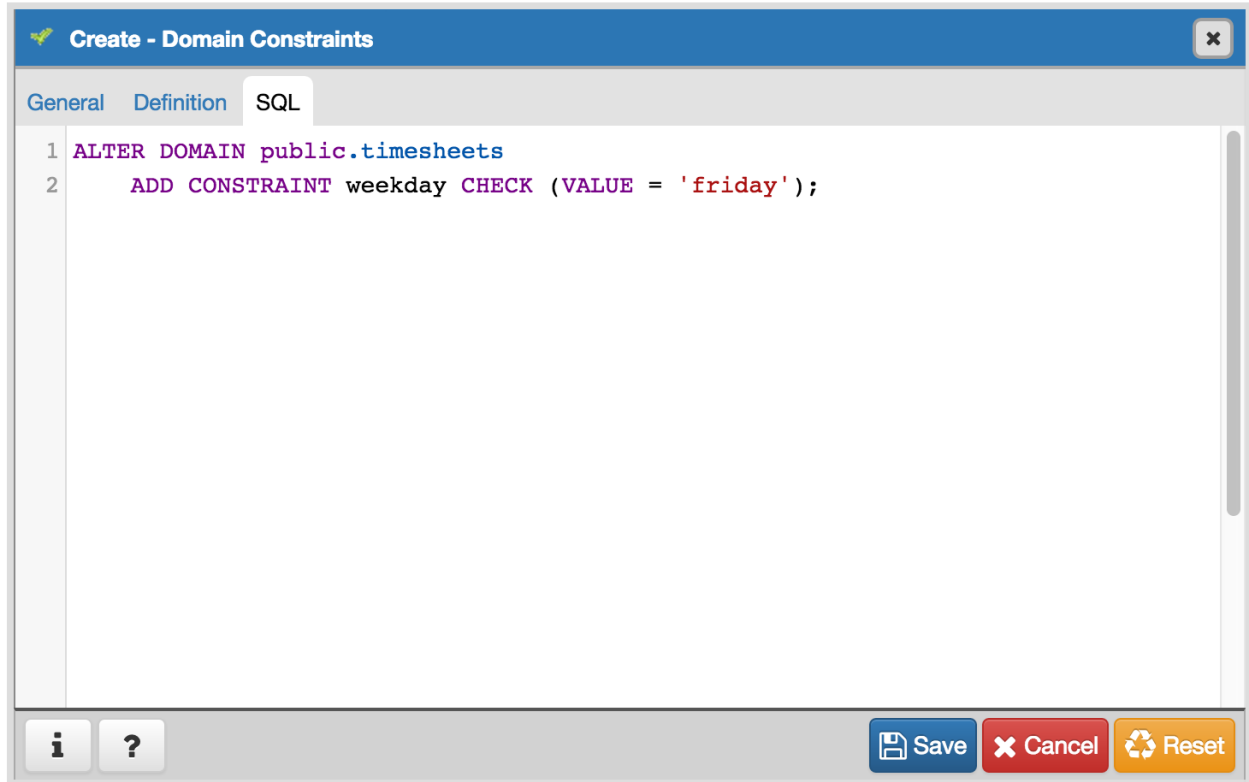 Create - Domain Constraints
General Definition SQL
1 ALTER DOMAIN public.timesheets
2 ADD CONSTRAINT weekday CHECK (VALUE = 'friday');
i ? Save Cancel Reset